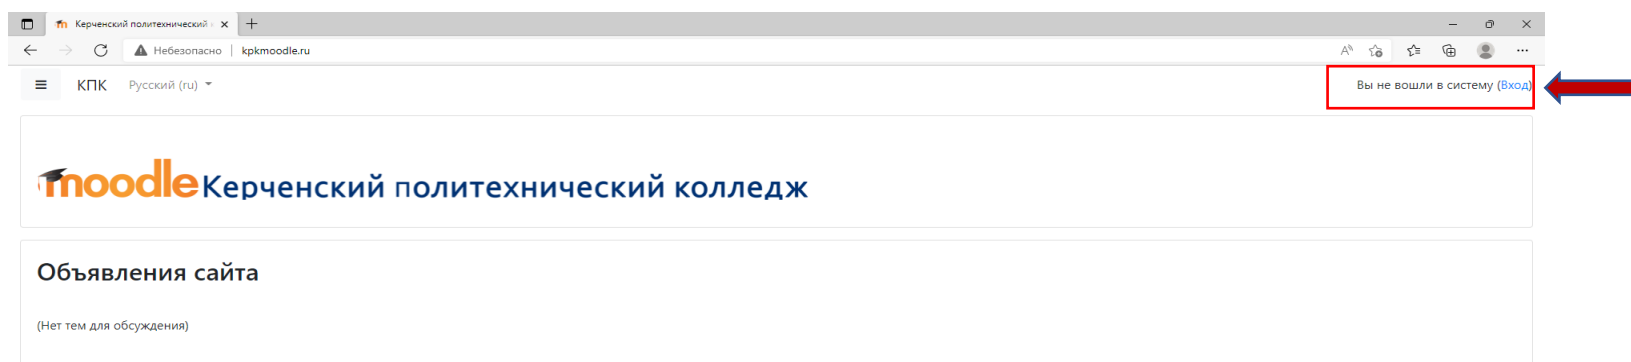 Керченский политехнический
Небезопасно | kpkmoodle.ru
КПК Русский (ru) Вы не вошли в систему (Вход)
moodle Керченский политехнический колледж
Объявления сайта
(Нет тем для обсуждения)